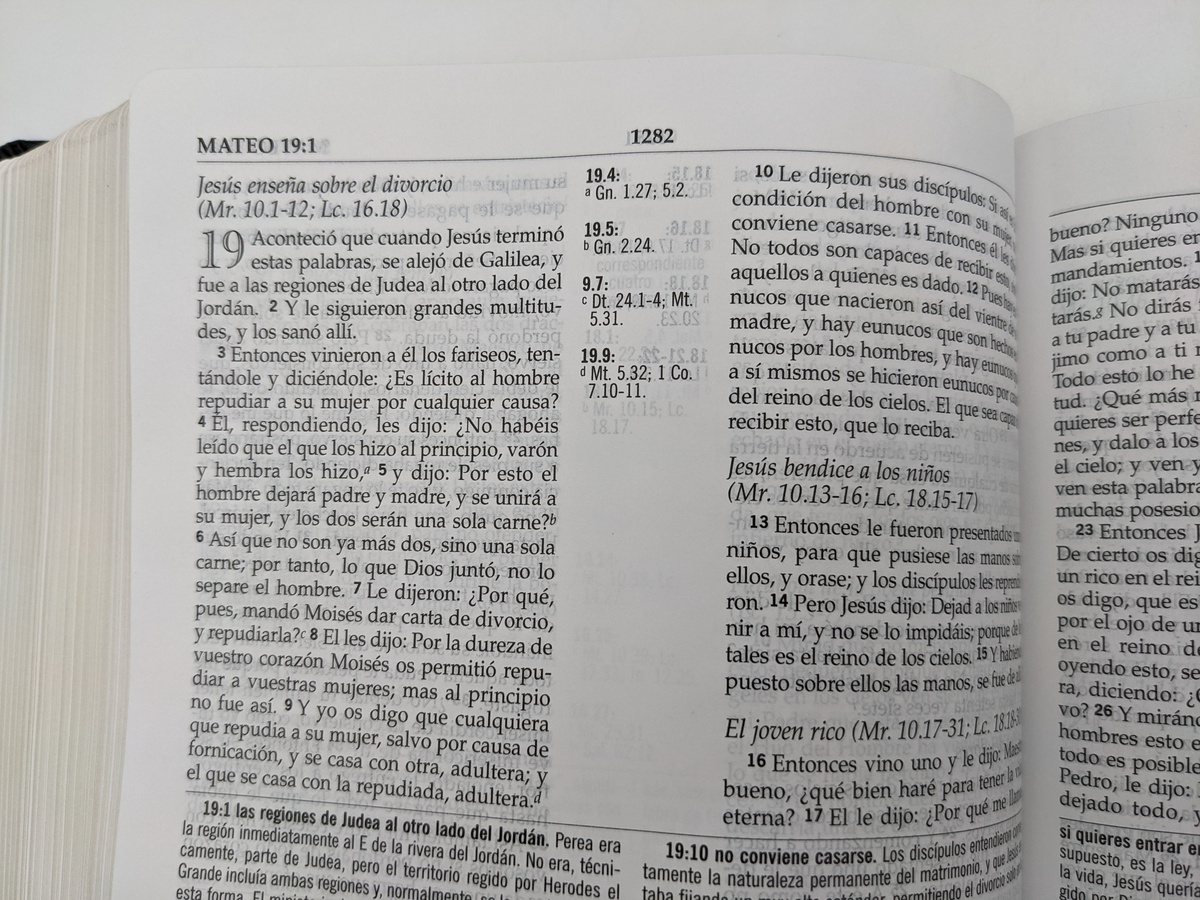 MATEO 19:1
1282
Jesús enseña sobre el divorcio
(Mr. 10.1-12; Lc. 16.18)
19 Aconteció que cuando Jesús terminó
estas palabras, se alejó de Galilea, y
fue a las regiones de Judea al otro lado del
Jordán. 2 Y le siguieron grandes multitu-
des, y los sanó allí.
3 Entonces vinieron a él los fariseos, ten-
tándole y diciéndole: ¿Es lícito al hombre
repudiar a su mujer por cualquier causa?
4 Él, respondiendo, les dijo: ¿No habéis
leído que el que los hizo al principio, varón
y hembra los hizo,a 5 y dijo: Por esto el
hombre dejará padre y madre, y se unirá a
su mujer, y los dos serán una sola carne?b
6 Así que no son ya más dos, sino una sola
carne; por tanto, lo que Dios juntó, no lo
separe el hombre. 7 Le dijeron: ¿Por qué,
pues, mandó Moisés dar carta de divorcio,
y repudiarla?c 8 El les dijo: Por la dureza de
vuestro corazón Moisés os permitió repu-
diar a vuestras mujeres; mas al principio
no fue así. 9 Y yo os digo que cualquiera
que repudia a su mujer, salvo por causa de
fornicación, y se casa con otra, adultera; y
el que se casa con la repudiada, adultera.d
19.4:
a Gn. 1.27; 5.2.
19.5:
b Gn. 2.24.
9.7:
c Dt. 24.1-4; Mt.
5.31.
19.9:
d Mt. 5.32; 1 Co.
7.10-11.
10 Le dijeron sus discípulos: Si así
condición del hombre con su
conviene casarse. 11 Entonces él les
No todos son capaces de recibir
aquellos a quienes es dado. 12 Pues
nucos que nacieron así del vientre
madre, y hay eunucos que son
nucos por los hombres, y hay eunucos
a sí mismos se hicieron eunucos por
del reino de los cielos. El que sea
recibir esto, que lo reciba.
Jesús bendice a los niños
(Mr. 10.13-16; Lc. 18.15-17)
13 Entonces le fueron presentados
niños, para que pusiese las manos
ellos, y orase; y los discípulos les
ron. 14 Pero Jesús dijo: Dejad a los niños
nir a mí, y no se lo impidáis; porque
tales es el reino de los cielos. 15 Y
puesto sobre ellos las manos, se fue de
El joven rico (Mr. 10.17-31; Lc.
16 Entonces vino uno y le dijo:
bueno, ¿qué bien haré para tener la
eterna? 17 El le dijo: ¿Por qué me
19:1 las regiones de Judea al otro lado del Jordán. Perea era
la región inmediatamente al E de la rivera del Jordán. No era, técni-
camente, parte de Judea, pero el territorio regido por Herodes el
Grande incluía ambas regiones y, normalmente,
esta forma. El
19:10 no conviene casarse. Los discípulos entendieron
tamente la naturaleza permanente del matrimonio, y que
taba fijando un muy alto estándar, permitiendo el divorcio
bueno? Ninguno
Mas si quieres
mandamientos.
dijo: No matarás
tarás.g No dirás
a tu padre y a tu
jimo como a ti
Todo esto lo he
tud. ¿Qué más
quieres ser
nes, y dalo a los
el cielo; y ven y
ven esta palabra
muchas
23 Entonces
De cierto os
un rico en el
os digo, que es
por el ojo de
en el reino
oyendo esto,
ra, diciendo:
vo? 26 Y
hombres esto
todo es posible
Pedro, le dijo:
dejado todo,
si quieres entrar
supuesto, es la ley,
la vida, Jesús quería
gido por